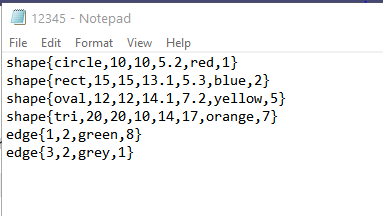 12345 - Notepad
File Edit Format View Help
shape{circle,10,10,5.2,red,1}
shape{rect,15,15,13.1,5.3,blue,2}
shape{oval,12,12,14.1,7.2,yellow,5}
shape{tri,20,20,10,14,17,orange,7}
edge{1,2,green,8}
edge{3,2,grey,1}